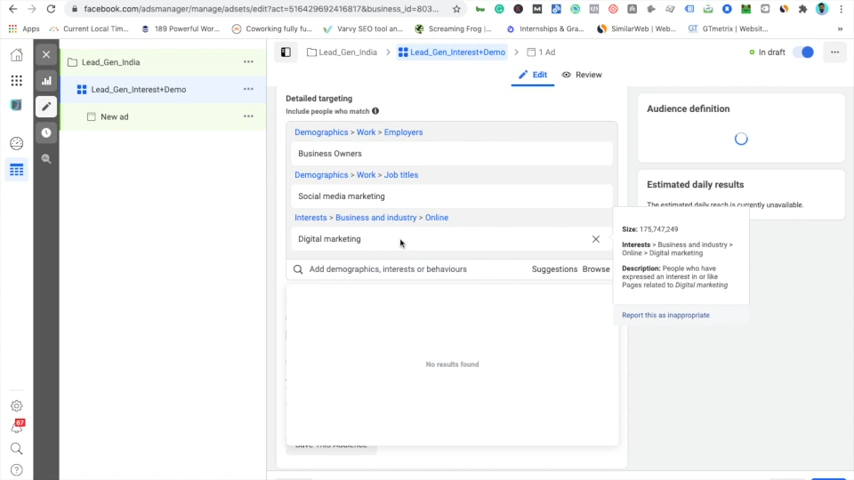 facebook.com/adsmanager/manage/adsets/edit?act=516429692416817&business_id=803...
Apps
Current Local Tim...
189 Powerful Wor...
Coworking fully fu...
Varvy SEO tool an...
Screaming Frog |...
Internships & Gra...
SimilarWeb | Web...
GTmetrix | Websit...
Lead_Gen_India
Lead_Gen_Interest+Demo
New ad
67
Lead_Gen_India
Lead_Gen_Interest+Demo
1 Ad
In draft
Edit
Review
Detailed targeting
Include people who match
Demographics > Work > Employers
Business Owners
Demographics > Work > Job titles
Social media marketing
Interests > Business and industry > Online
Digital marketing
Add demographics, interests or behaviours
Suggestions
Browse
No results found
Save This Audience
Audience definition
Estimated daily results
The estimated daily reach is currently unavailable.
Size: 175,747,249
Interests > Business and industry >
Online > Digital marketing
Description: People who have
expressed an interest in or like
Pages related to Digital marketing
Report this as inappropriate